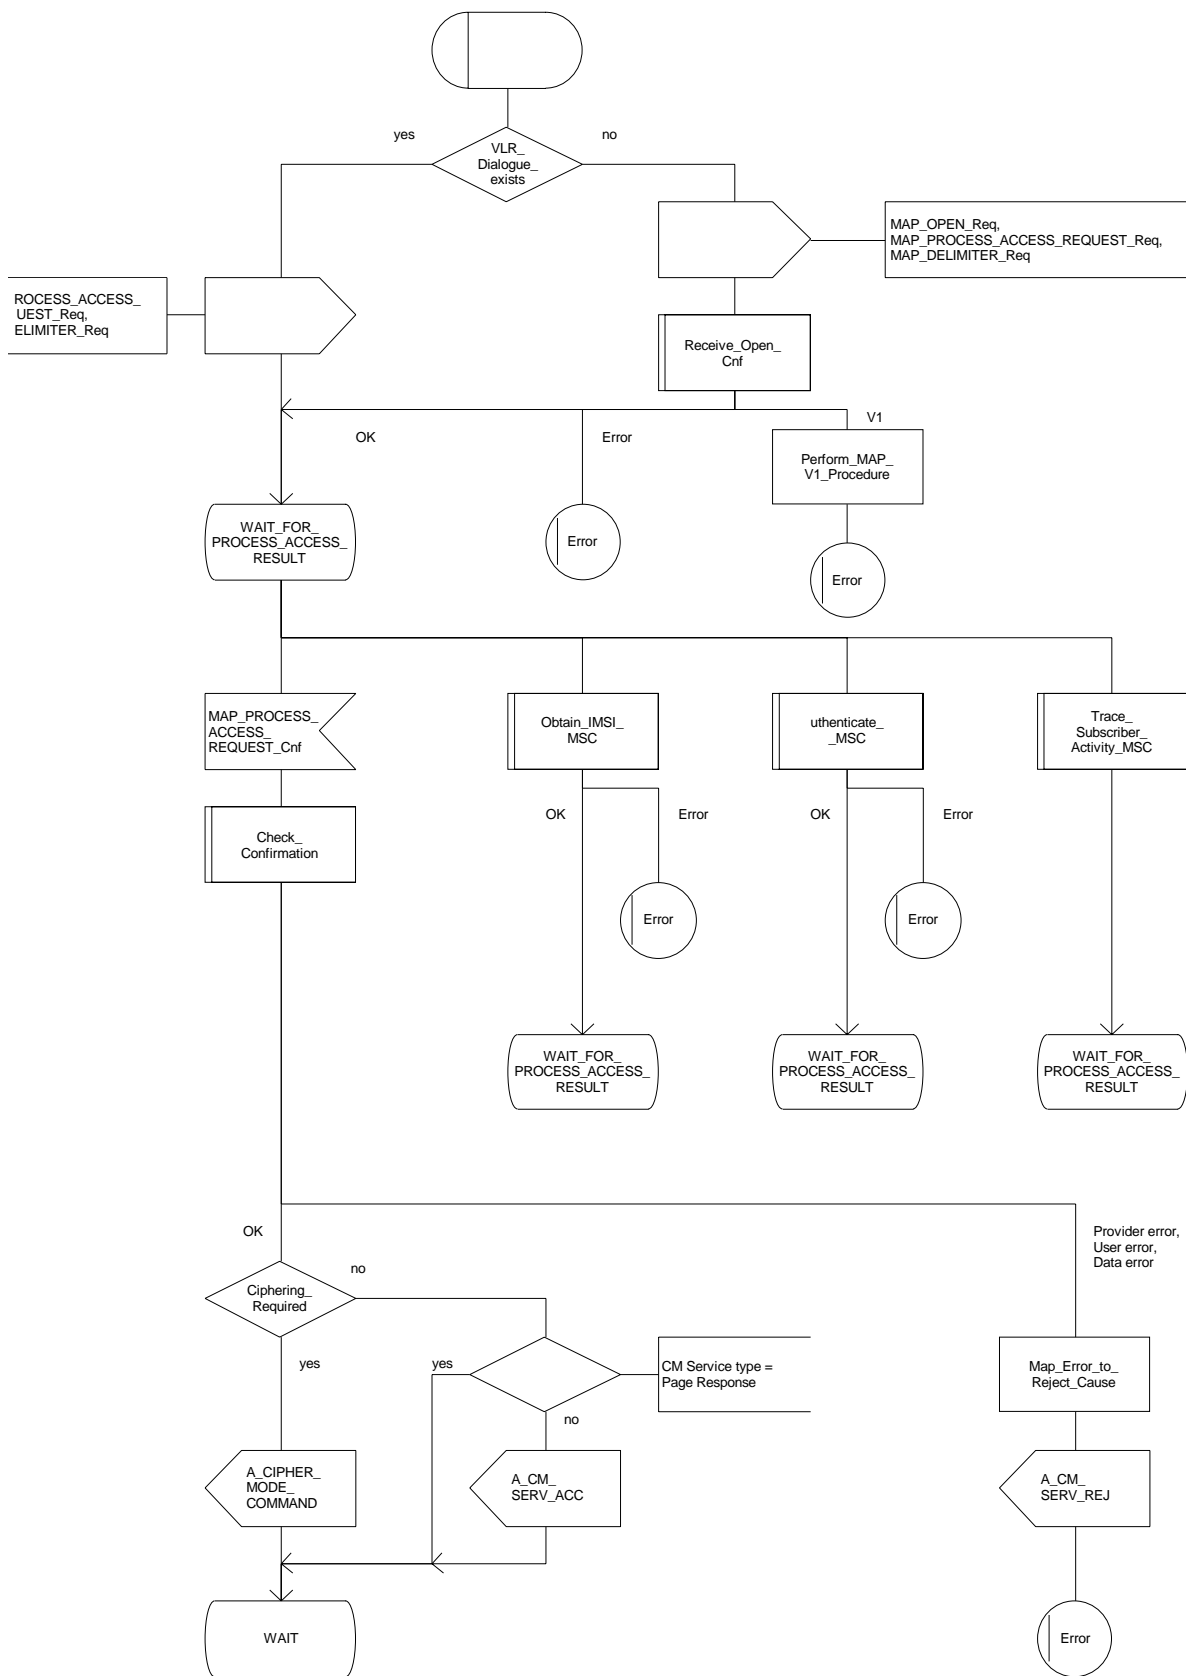 yes
no
VLR_
Dialogue_
exists
MAP_OPEN_Req,
MAP_PROCESS_ACCESS_REQUEST_Req,
MAP_DELIMITER_Req
ROCESS_ACCESS_
UEST_Req,
ELIMITER_Req
Receive_Open_
Cnf
OK
Error
V1
Perform_MAP_
V1_Procedure
WAIT_FOR_
PROCESS_ACCESS_
RESULT
Error
Error
MAP_PROCESS_
ACCESS_
REQUEST_Cnf
Obtain_IMSI_
MSC
uthenticate_
_MSC
Trace_
Subscriber_
Activity_MSC
Check_
Confirmation
OK
Error
OK
Error
Error
Error
WAIT_FOR_
PROCESS_ACCESS_
RESULT
WAIT_FOR_
PROCESS_ACCESS_
RESULT
WAIT_FOR_
PROCESS_ACCESS_
RESULT
OK
Provider error,
User error,
Data error
Ciphering_
Required
no
yes
yes
CM Service type =
Page Response
no
Map_Error_to_
Reject_Cause
A_CIPHER_
MODE_
COMMAND
A_CM_
SERV_ACC
A_CM_
SERV_REJ
WAIT
Error